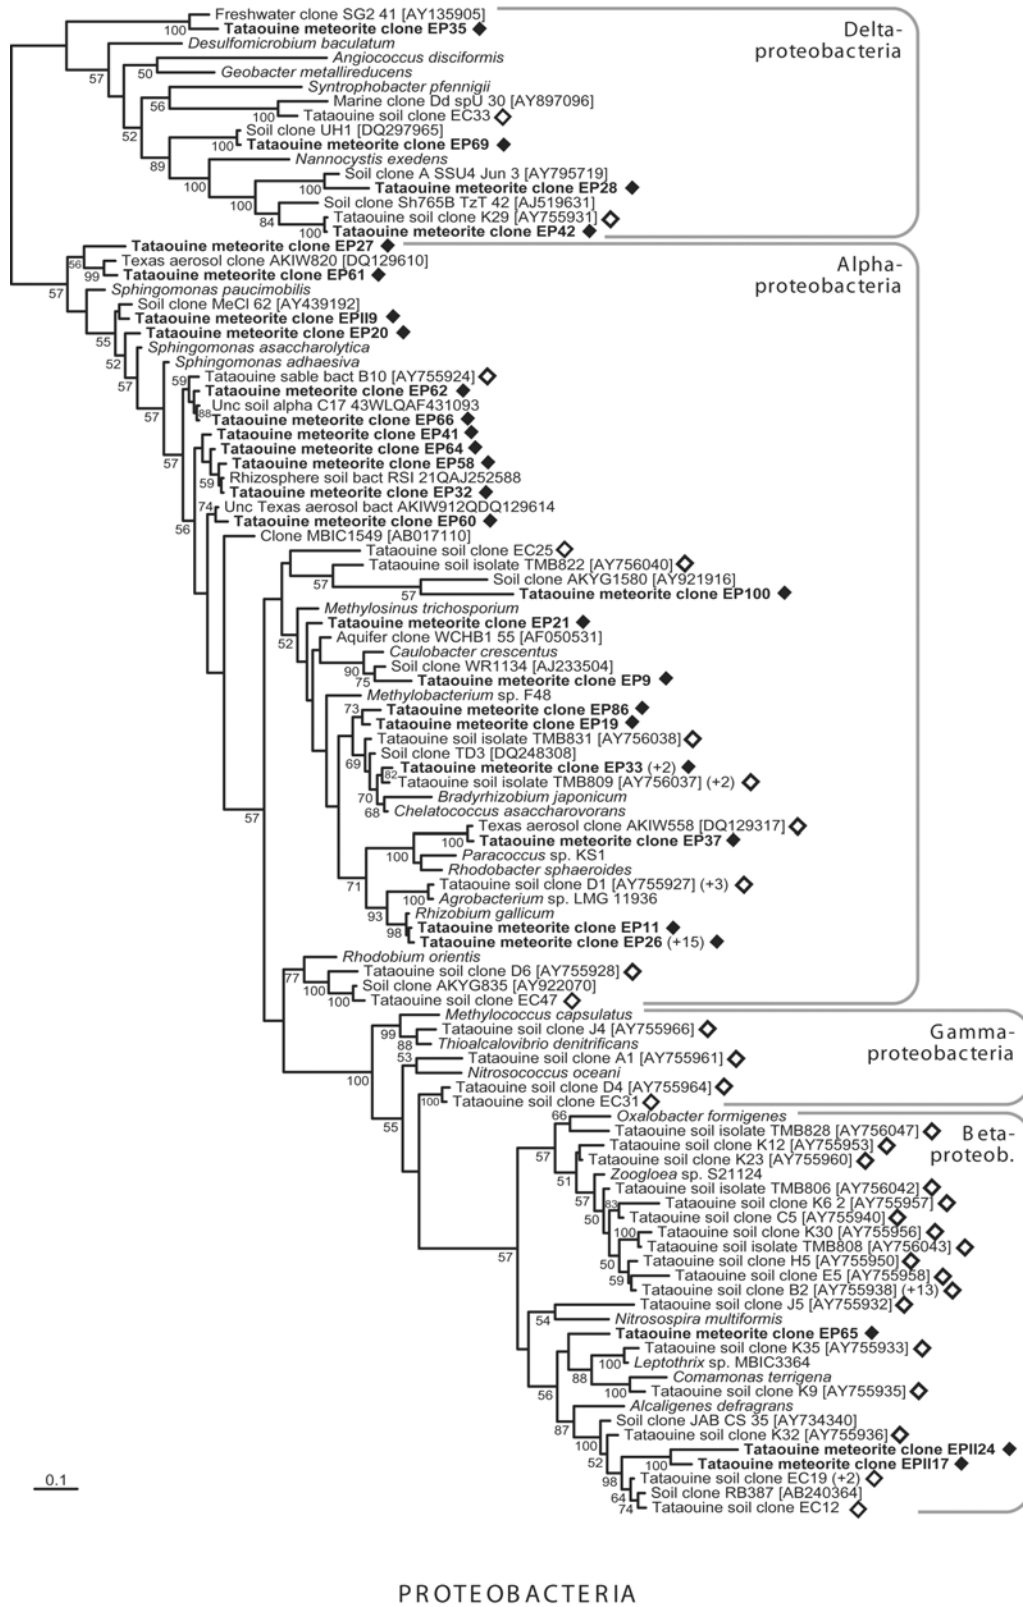 Freshwater clone SG2 41 [AY135905]
Tataouine meteorite clone EP35
100
Delta-
proteobacteria
Desulfomicrobium baculatum
57
Angiococcus disciformis
50
Geobacter metallireducens
Syntrophobacter pfennigii
56
Marine clone Dd spU 30 [AY897096]
100
Tataouine soil clone EC33
52
Soil clone UH1 [DQ297965]
100
Tataouine meteorite clone EP69
89
Nannocystis exedens
100
Soil clone A SSU4 Jun 3 [AY795719]
100
Tataouine meteorite clone EP28
100
Soil clone Sh765B TzT 42 [AJ519631]
84
Tataouine soil clone K29 [AY755931]
100
Tataouine meteorite clone EP42
Tataouine meteorite clone EP27
56
Texas aerosol clone AKIW820 [DQ129610]
99
Tataouine meteorite clone EP61
Alpha-
proteobacteria
57
Sphingomonas paucimobilis
Soil clone MeCl 62 [AY439192]
Tataouine meteorite clone EPII9
55
Tataouine meteorite clone EP20
52
Sphingomonas asaccharolytica
57
Sphingomonas adhaesiva
59
Tataouine sable bact B10 [AY755924]
Tataouine meteorite clone EP62
57
88
Unc soil alpha C17 43WLQAF431093
Tataouine meteorite clone EP66
Tataouine meteorite clone EP41
Tataouine meteorite clone EP64
57
Tataouine meteorite clone EP58
59
Rhizosphere soil bact RSI 21QAJ252588
Tataouine meteorite clone EP32
74
Unc Texas aerosol bact AKIW912QDQ129614
56
Tataouine meteorite clone EP60
Clone MBIC1549 [AB017110]
Tataouine soil clone EC25
Tataouine soil isolate TMB822 [AY756040]
57
Soil clone AKYG1580 [AY921916]
57
Tataouine meteorite clone EP100
Methylosinus trichosporium
Tataouine meteorite clone EP21
52
Aquifer clone WCHB1 55 [AF050531]
Caulobacter crescentus
90
Soil clone WR1134 [AJ233504]
75
Tataouine meteorite clone EP9
Methylobacterium sp. F48
73
Tataouine meteorite clone EP86
Tataouine meteorite clone EP19
Tataouine soil isolate TMB831 [AY756038]
69
Soil clone TD3 [DQ248308]
Tataouine meteorite clone EP33 (+2)
82
Tataouine soil isolate TMB809 [AY756037] (+2)
70
Bradyrhizobium japonicum
68
Chelatococcus asaccharovorans
57
Texas aerosol clone AKIW558 [DQ129317]
100
Tataouine meteorite clone EP37
100
Paracoccus sp. KS1
Rhodobacter sphaeroides
71
Tataouine soil clone D1 [AY755927] (+3)
100
Agrobacterium sp. LMG 11936
93
Rhizobium gallicum
98
Tataouine meteorite clone EP11
Tataouine meteorite clone EP26 (+15)
Rhodobium orientis
77
Tataouine soil clone D6 [AY755928]
100
Soil clone AKYG835 [AY922070]
100
Tataouine soil clone EC47
Methylococcus capsulatus
99
Tataouine soil clone J4 [AY755966]
88
Thioalcalovibrio denitrificans
Gamma-
proteobacteria
53
Tataouine soil clone A1 [AY755961]
100
Nitrosococcus oceani
Tataouine soil clone D4 [AY755964]
100
Tataouine soil clone EC31
55
66
Oxalobacter formigenes
Tataouine soil isolate TMB828 [AY756047]
Beta-
proteob.
57
Tataouine soil clone K12 [AY755953]
Tataouine soil clone K23 [AY755960]
51
Zoogloea sp. S21124
Tataouine soil isolate TMB806 [AY756042]
57
83
Tataouine soil clone K6 2 [AY755957]
50
Tataouine soil clone C5 [AY755940]
100
Tataouine soil clone K30 [AY755956]
Tataouine soil isolate TMB808 [AY756043]
57
50
Tataouine soil clone H5 [AY755950]
59
Tataouine soil clone E5 [AY755958]
Tataouine soil clone B2 [AY755938] (+13)
Tataouine soil clone J5 [AY755932]
54
Nitrosospira multiformis
Tataouine meteorite clone EP65
Tataouine soil clone K35 [AY755933]
100
Leptothrix sp. MBIC3364
88
Comamonas terrigena
56
100
Tataouine soil clone K9 [AY755935]
Alcaligenes defragrans
87
Soil clone JAB CS 35 [AY734340]
100
Tataouine soil clone K32 [AY755936]
52
Tataouine meteorite clone EPII24
100
Tataouine meteorite clone EPII17
98
Tataouine soil clone EC19 (+2)
64
Soil clone RB387 [AB240364]
74
Tataouine soil clone EC12
0.1
PROTEOBACTERIA